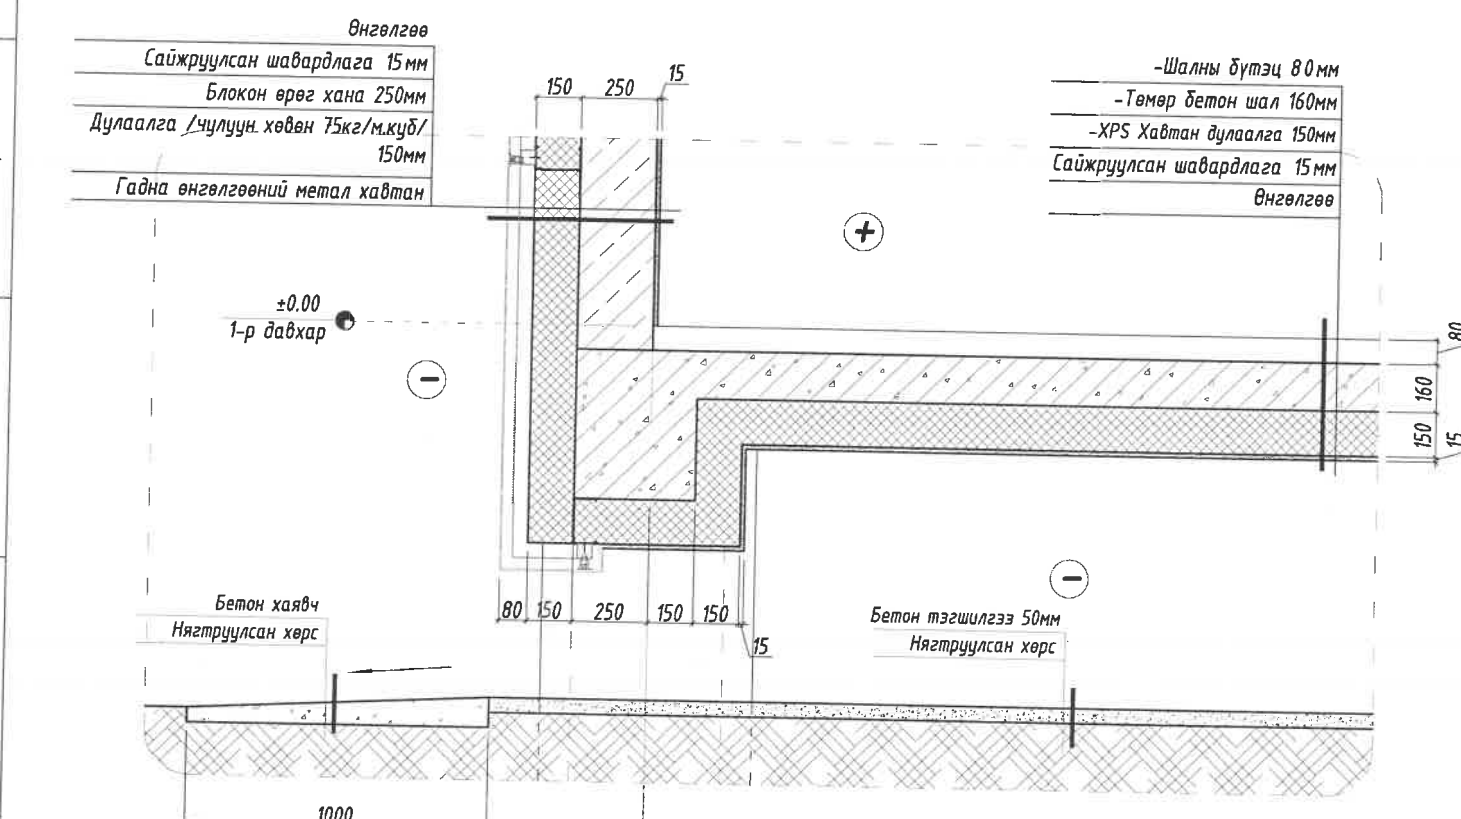 Өнгөлгөө
Сайжруулсан шавардлага 15мм
Блокон өрөг хана 250мм
Дулаалга /чулуун хөвөн 75кг/м.куб/
150мм
Гадна өнгөлгөөний метал хавтан
150
250
15
-Шалны бүтэц 80мм
-Төмөр бетон шал 160мм
-XPS Хавтан дулаалга 150мм
Сайжруулсан шавардлага 15мм
Өнгөлгөө
+
±0.00
1-р давхар
−
80
160
150
15
−
80
150
250
150
150
15
Бетон хаявч
Нягтруулсан хөрс
Бетон тэгшилгээ 50мм
Нягтруулсан хөрс
1000